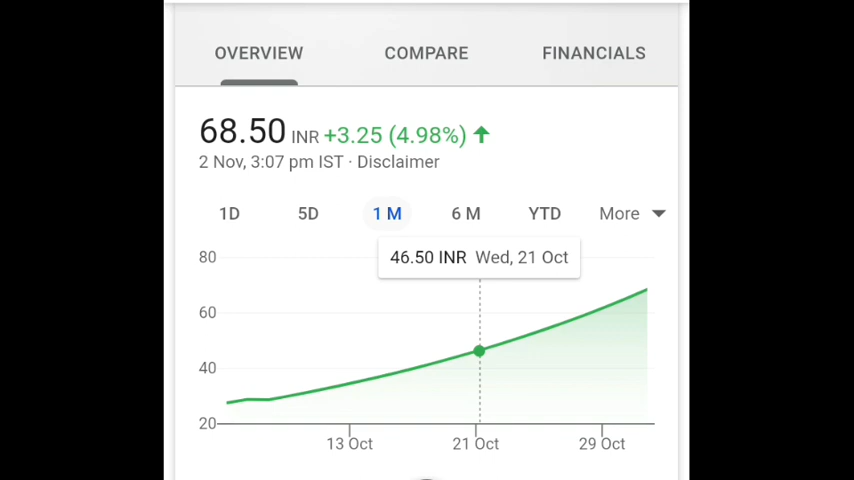 OVERVIEW COMPARE FINANCIALS
68.50 INR +3.25 (4.98%) ↑
2 Nov, 3:07 pm IST · Disclaimer
1D 5D 1 M 6 M YTD More
46.50 INR Wed, 21 Oct
80
60
40
20
13 Oct 21 Oct 29 Oct